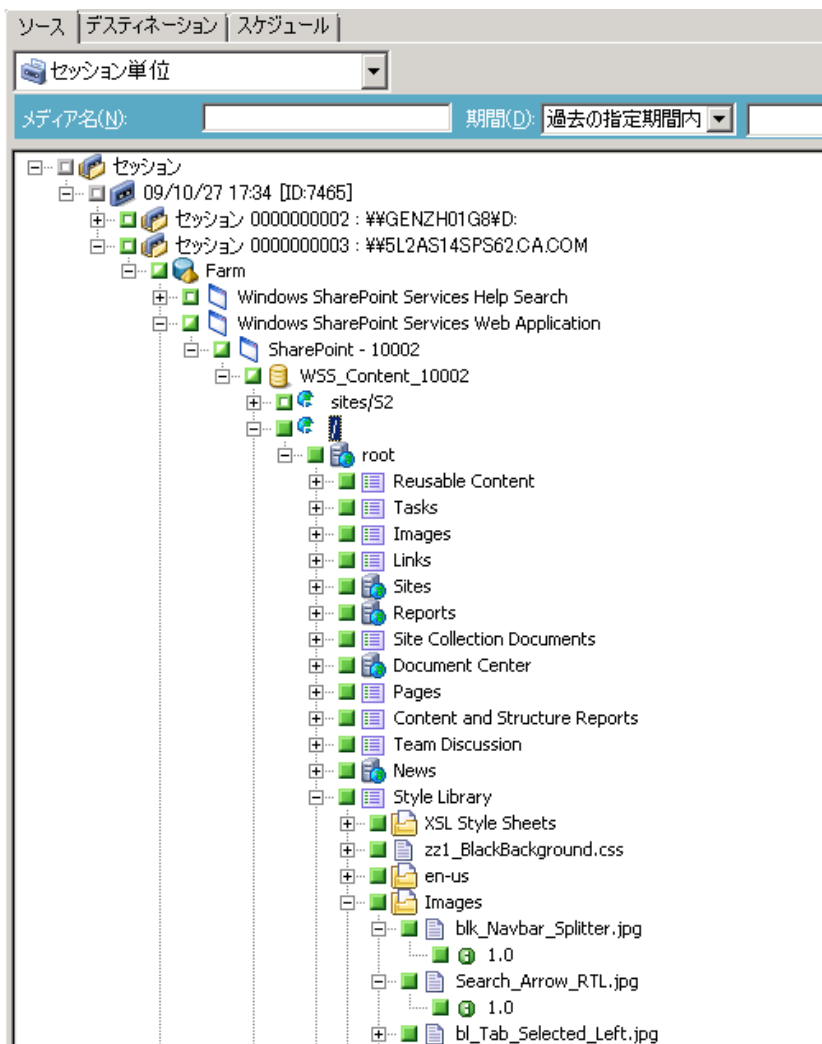 ソース デスティネーション スケジュール
セッション単位
メディア名(N): 期間(D): 過去の指定期間内
セッション
09/10/27 17:34 [ID:7465]
セッション 0000000002 : ¥¥GENZH01G8¥D:
セッション 0000000003 : ¥¥5L2AS14SPS62.CA.COM
Farm
Windows SharePoint Services Help Search
Windows SharePoint Services Web Application
SharePoint - 10002
WSS_Content_10002
sites/S2
/
root
Reusable Content
Tasks
Images
Links
Sites
Reports
Site Collection Documents
Document Center
Pages
Content and Structure Reports
Team Discussion
News
Style Library
XSL Style Sheets
zz1_BlackBackground.css
en-us
Images
blk_Navbar_Splitter.jpg
1.0
Search_Arrow_RTL.jpg
1.0
bl_Tab_Selected_Left.jpg